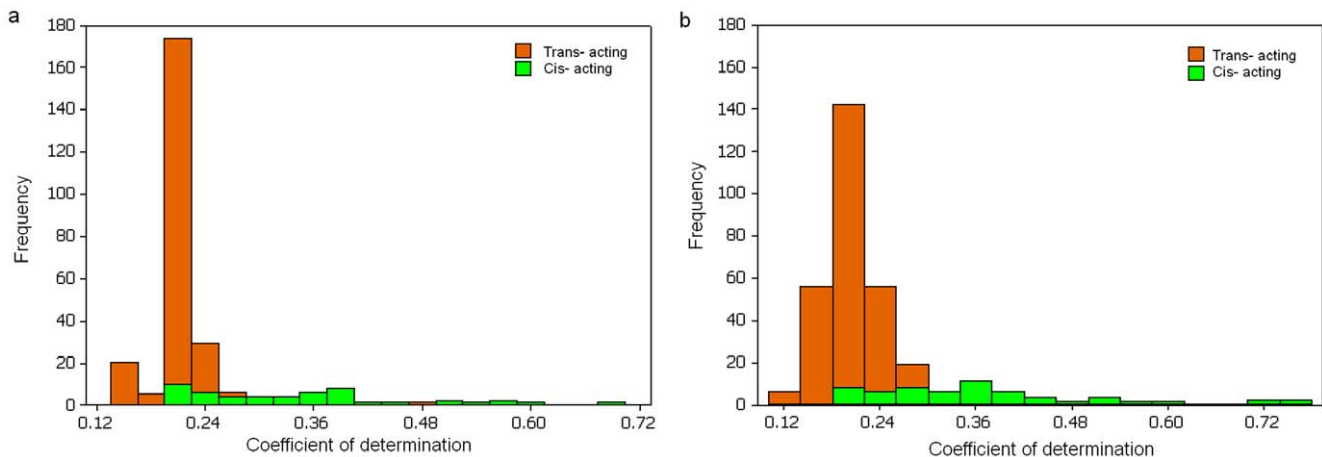 a
180
160
140
120
100
80
60
40
20
0
Frequency
Trans- acting
Cis- acting
0.12 0.24 0.36 0.48 0.60 0.72
Coefficient of determination
b
180
160
140
120
100
80
60
40
20
0
Frequency
Trans- acting
Cis- acting
0.12 0.24 0.36 0.48 0.60 0.72
Coefficient of determination